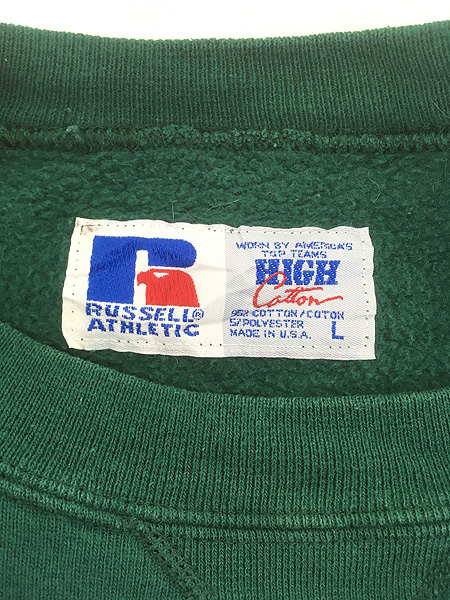 RUSSELL®
ATHLETIC
WORN BY AMERICA'S
TOP TEAMS
HIGH
Cotton
95% COTTON/COTON
5/POLYESTER
MADE IN U.S.A.
L